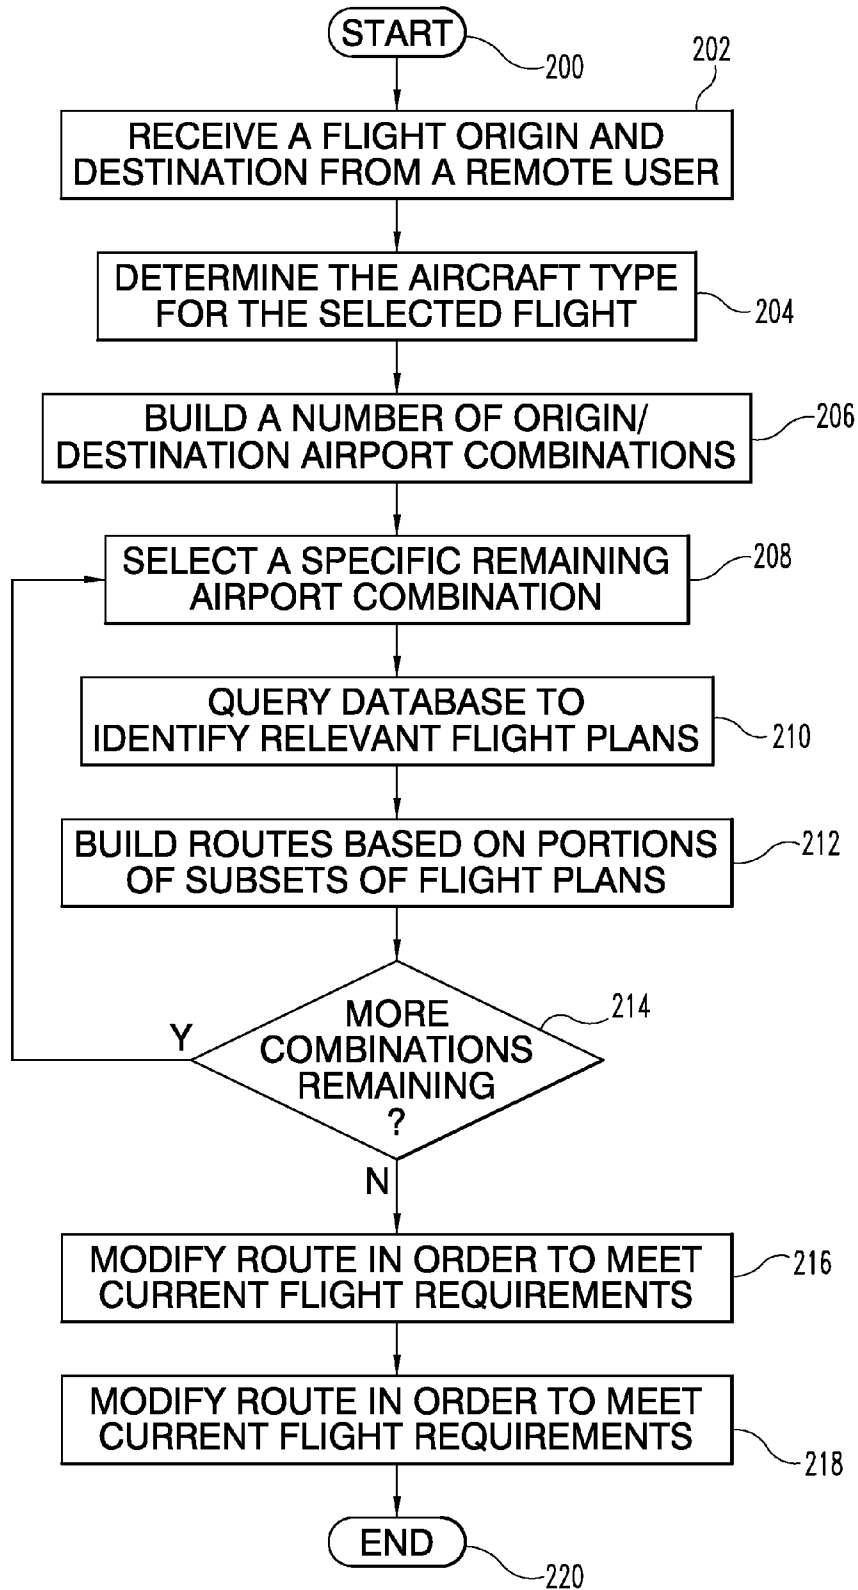 START
200
202
RECEIVE A FLIGHT ORIGIN AND
DESTINATION FROM A REMOTE USER
DETERMINE THE AIRCRAFT TYPE
FOR THE SELECTED FLIGHT
204
BUILD A NUMBER OF ORIGIN/
DESTINATION AIRPORT COMBINATIONS
206
SELECT A SPECIFIC REMAINING
AIRPORT COMBINATION
208
QUERY DATABASE TO
IDENTIFY RELEVANT FLIGHT PLANS
210
BUILD ROUTES BASED ON PORTIONS
OF SUBSETS OF FLIGHT PLANS
212
MORE
COMBINATIONS
REMAINING
?
214
Y
N
MODIFY ROUTE IN ORDER TO MEET
CURRENT FLIGHT REQUIREMENTS
216
MODIFY ROUTE IN ORDER TO MEET
CURRENT FLIGHT REQUIREMENTS
218
END
220